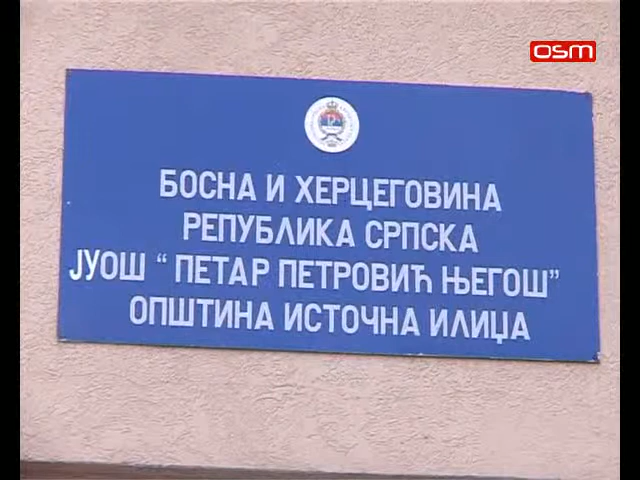 osm
БОСНА И ХЕРЦЕГОВИНА
РЕПУБЛИКА СРПСКА
ЈУОШ “ ПЕТАР ПЕТРОВИЋ ЊЕГОШ”
ОПШТИНА ИСТОЧНА ИЛИЏА